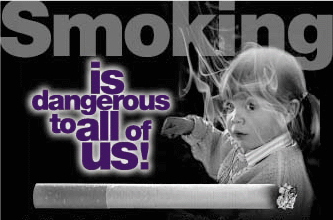 Smoking
is
dangerous
to all of
us!